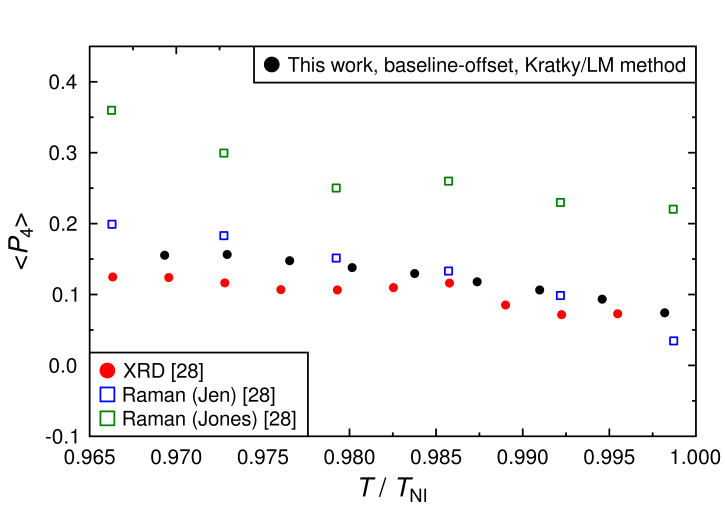 This work, baseline-offset, Kratky/LM method
0.4
0.3
0.2
0.1
0.0
-0.1
<P4>
XRD [28]
Raman (Jen) [28]
Raman (Jones) [28]
0.965 0.970 0.975 0.980 0.985 0.990 0.995 1.000
T / TNI